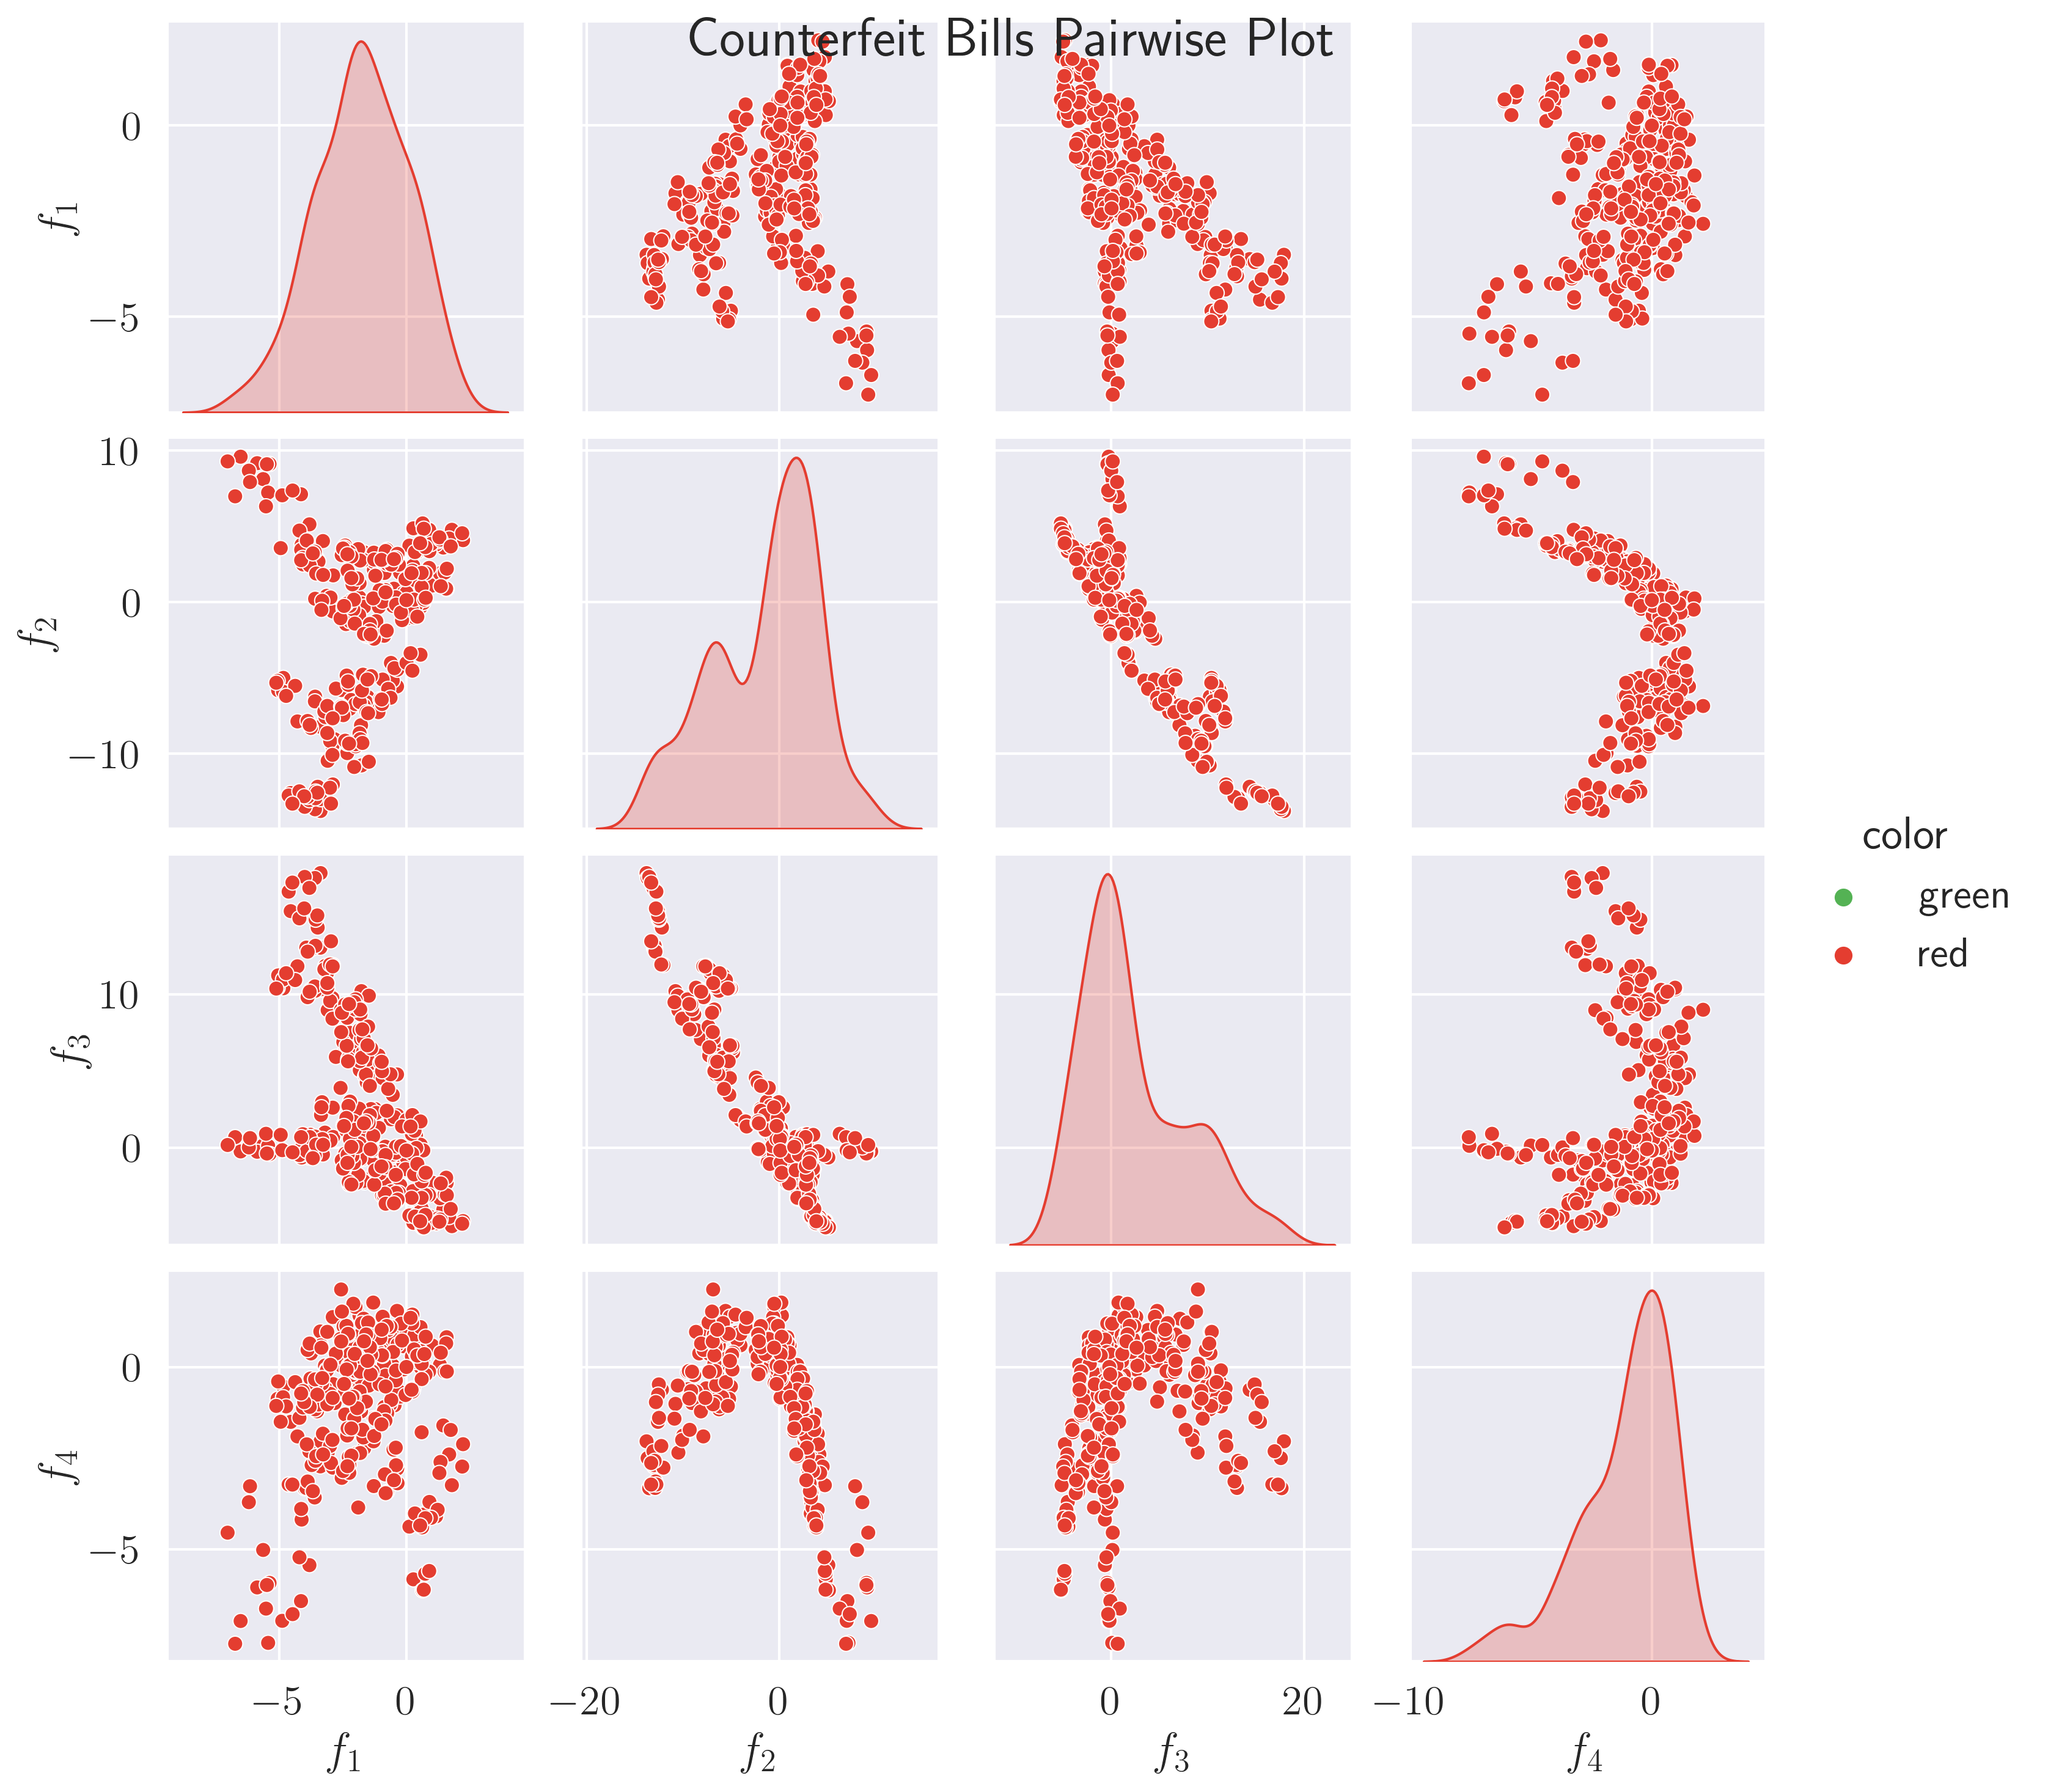 Counterfeit Bills Pairwise Plot
0
−5
f1
10
0
−10
f2
10
0
f3
0
−5
f4
−5 0
−20 0
0 20
−10 0
f1 f2 f3 f4
color
green
red